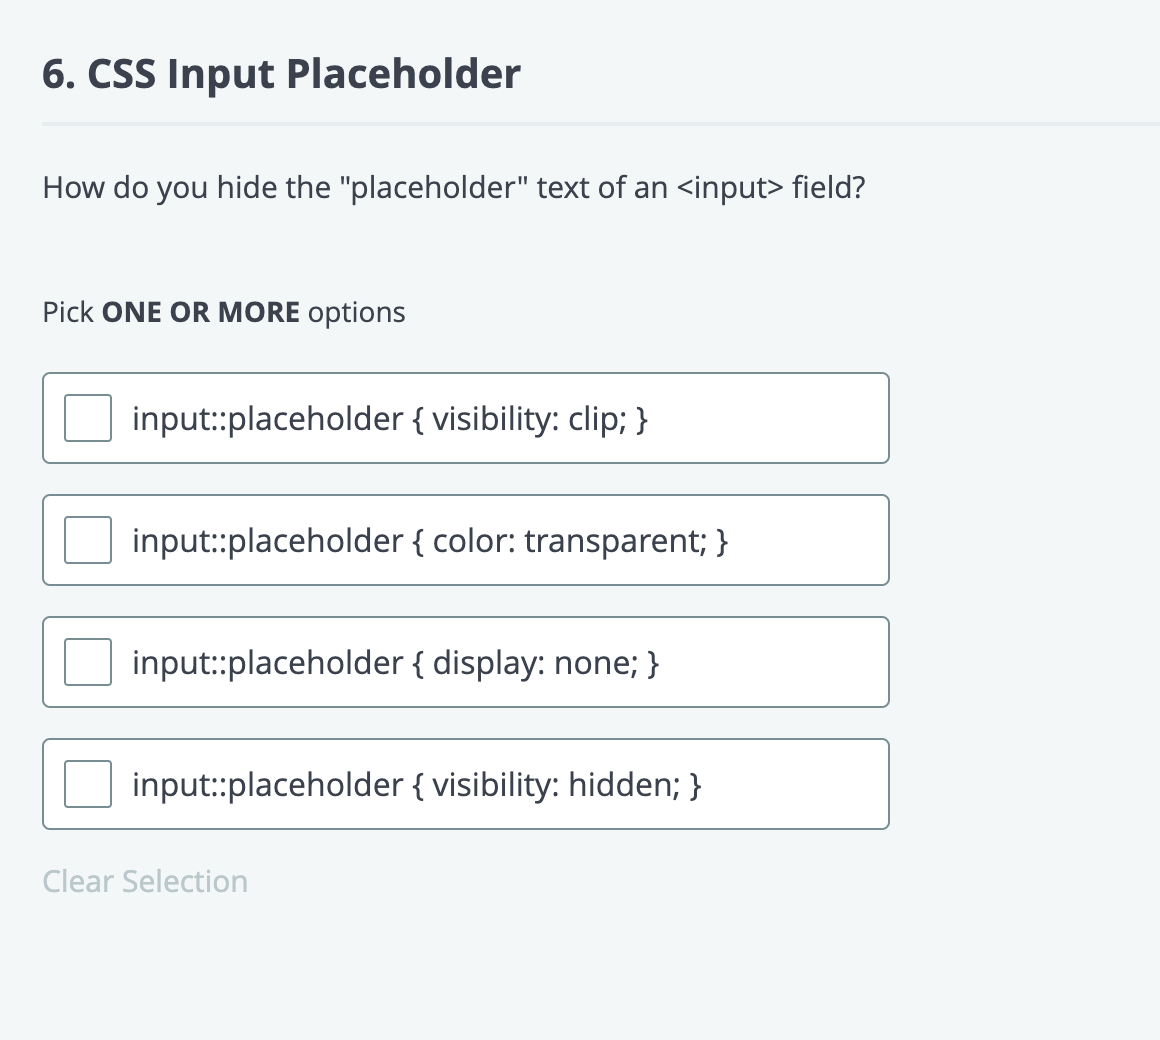 6. CSS Input Placeholder
How do you hide the "placeholder" text of an <input> field?
Pick ONE OR MORE options
input::placeholder { visibility: clip; }
input::placeholder { color: transparent; }
input::placeholder { display: none; }
input::placeholder { visibility: hidden; }
Clear Selection